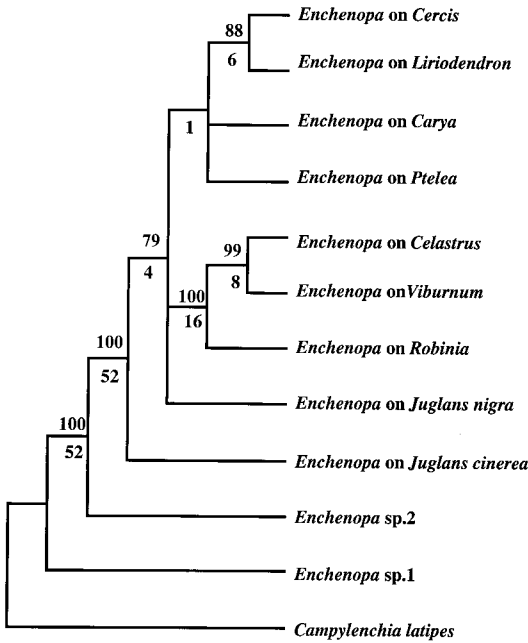 Enchenopa on Cercis
88
6
Enchenopa on Liriodendron
1
Enchenopa on Carya
Enchenopa on Ptelea
79
4
99
8
Enchenopa on Celastrus
Enchenopa onViburnum
100
16
Enchenopa on Robinia
100
52
Enchenopa on Juglans nigra
100
52
Enchenopa on Juglans cinerea
Enchenopa sp.2
Enchenopa sp.1
Campylenchia latipes